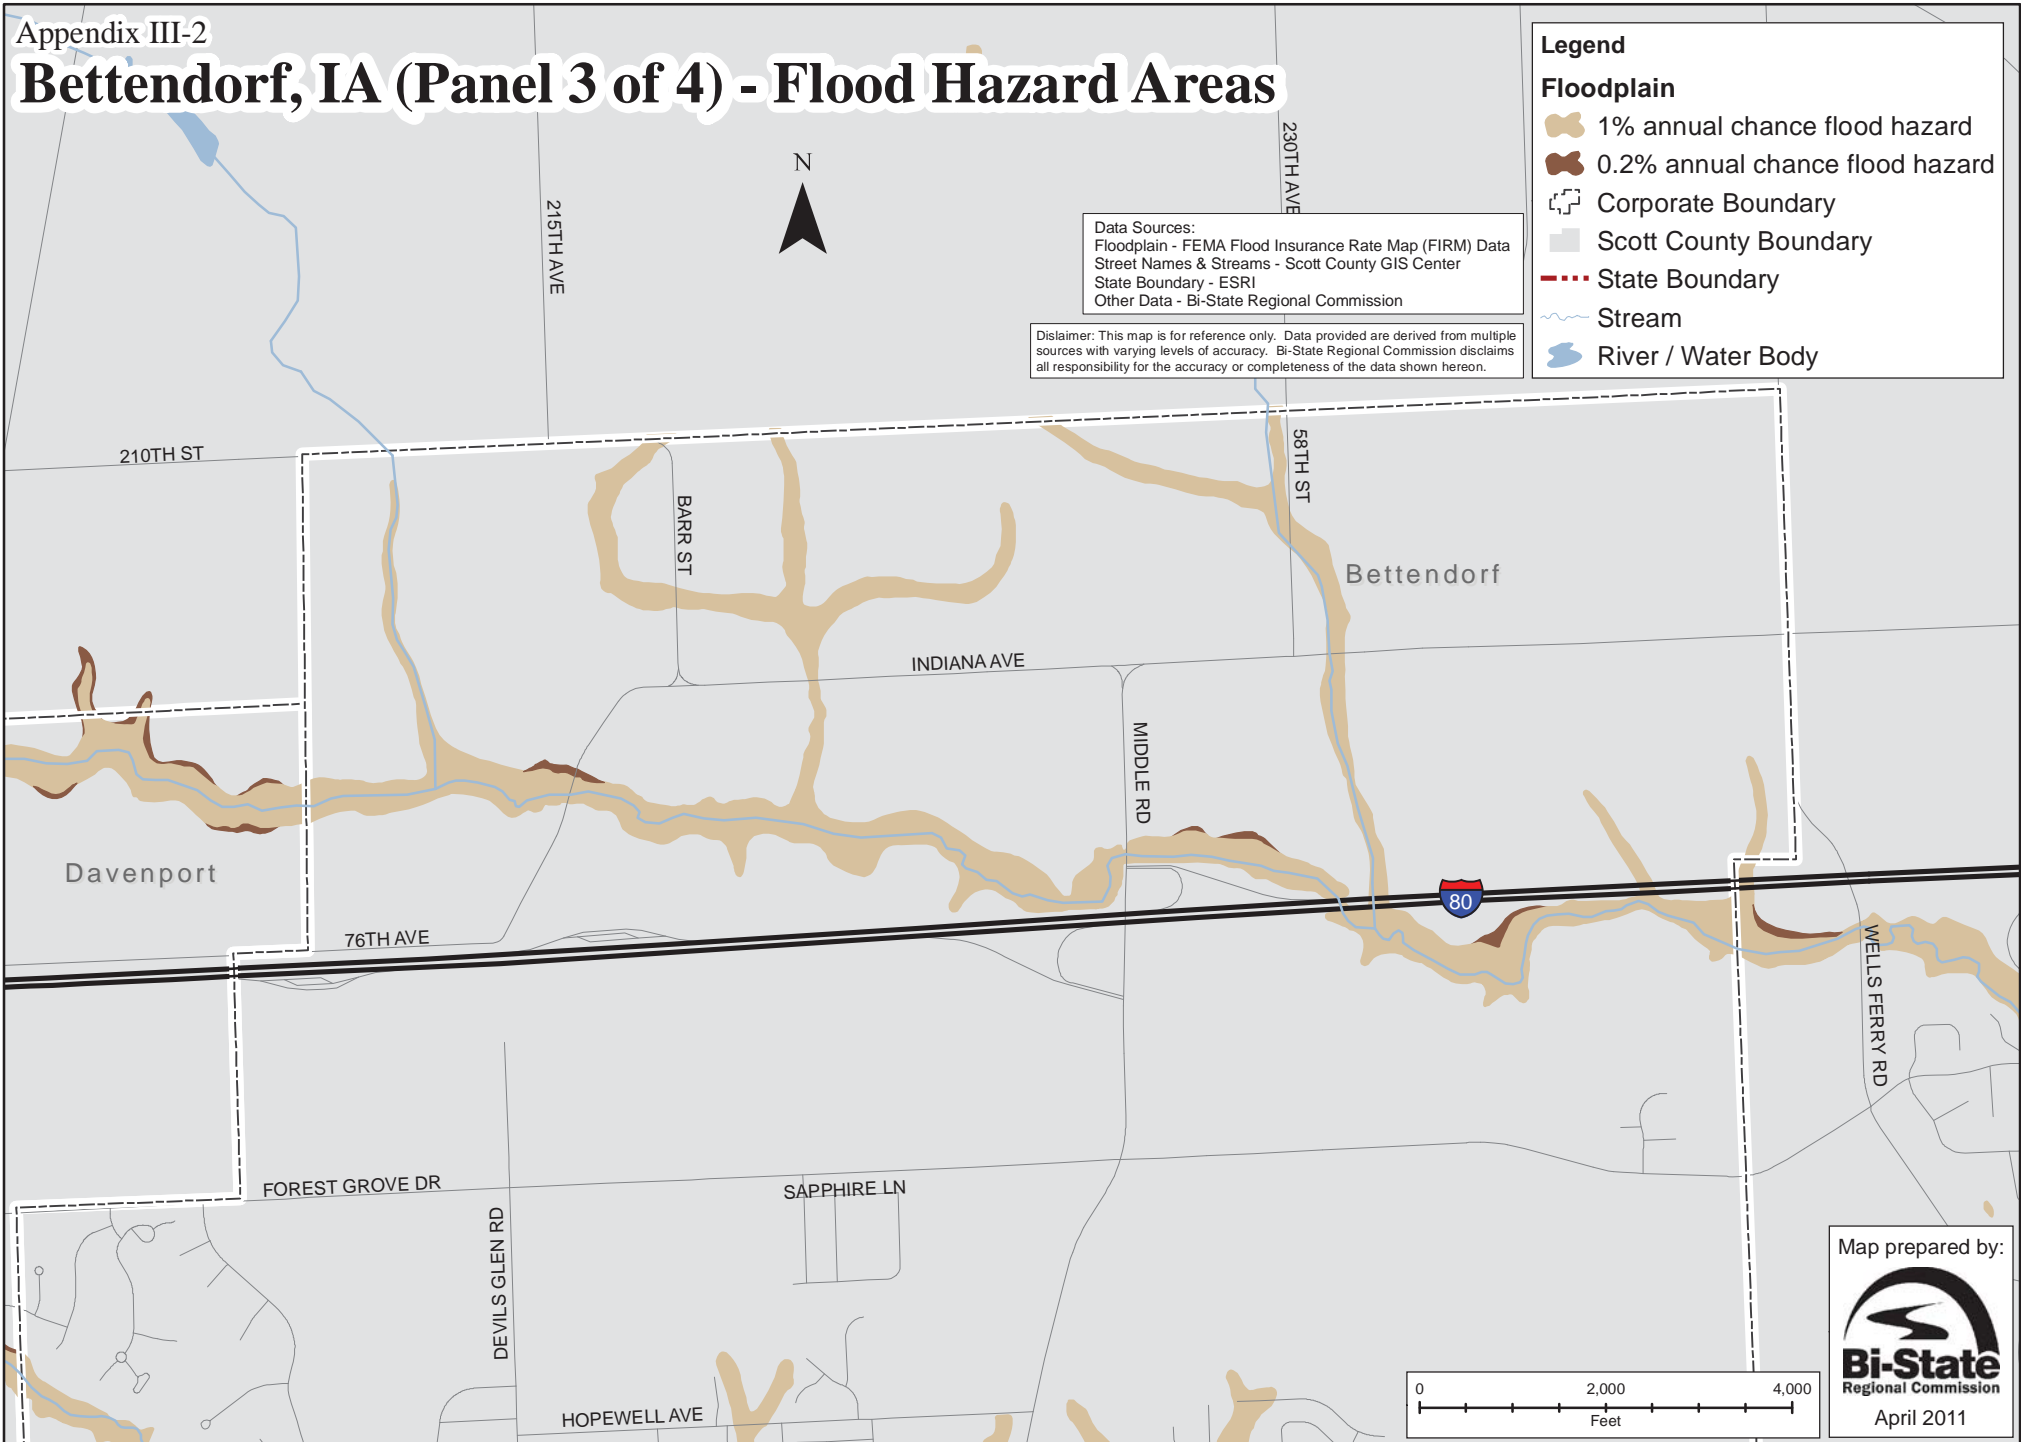 Appendix III-2
Bettendorf, IA (Panel 3 of 4) - Flood Hazard Areas
Legend
Floodplain
1% annual chance flood hazard
0.2% annual chance flood hazard
Corporate Boundary
Scott County Boundary
State Boundary
Stream
River / Water Body
N
230TH AVE
215TH AVE
Data Sources:
Floodplain - FEMA Flood Insurance Rate Map (FIRM) Data
Street Names & Streams - Scott County GIS Center
State Boundary - ESRI
Other Data - Bi-State Regional Commission
Dislaimer: This map is for reference only. Data provided are derived from multiple
sources with varying levels of accuracy. Bi-State Regional Commission disclaims
all responsibility for the accuracy or completeness of the data shown hereon.
210TH ST
58TH ST
BARR ST
Bettendorf
INDIANA AVE
MIDDLE RD
Davenport
80
76TH AVE
WELLS FERRY RD
FOREST GROVE DR
SAPPHIRE LN
DEVILS GLEN RD
HOPEWELL AVE
0 2,000 4,000
Feet
Map prepared by:
Bi-State
Regional Commission
April 2011